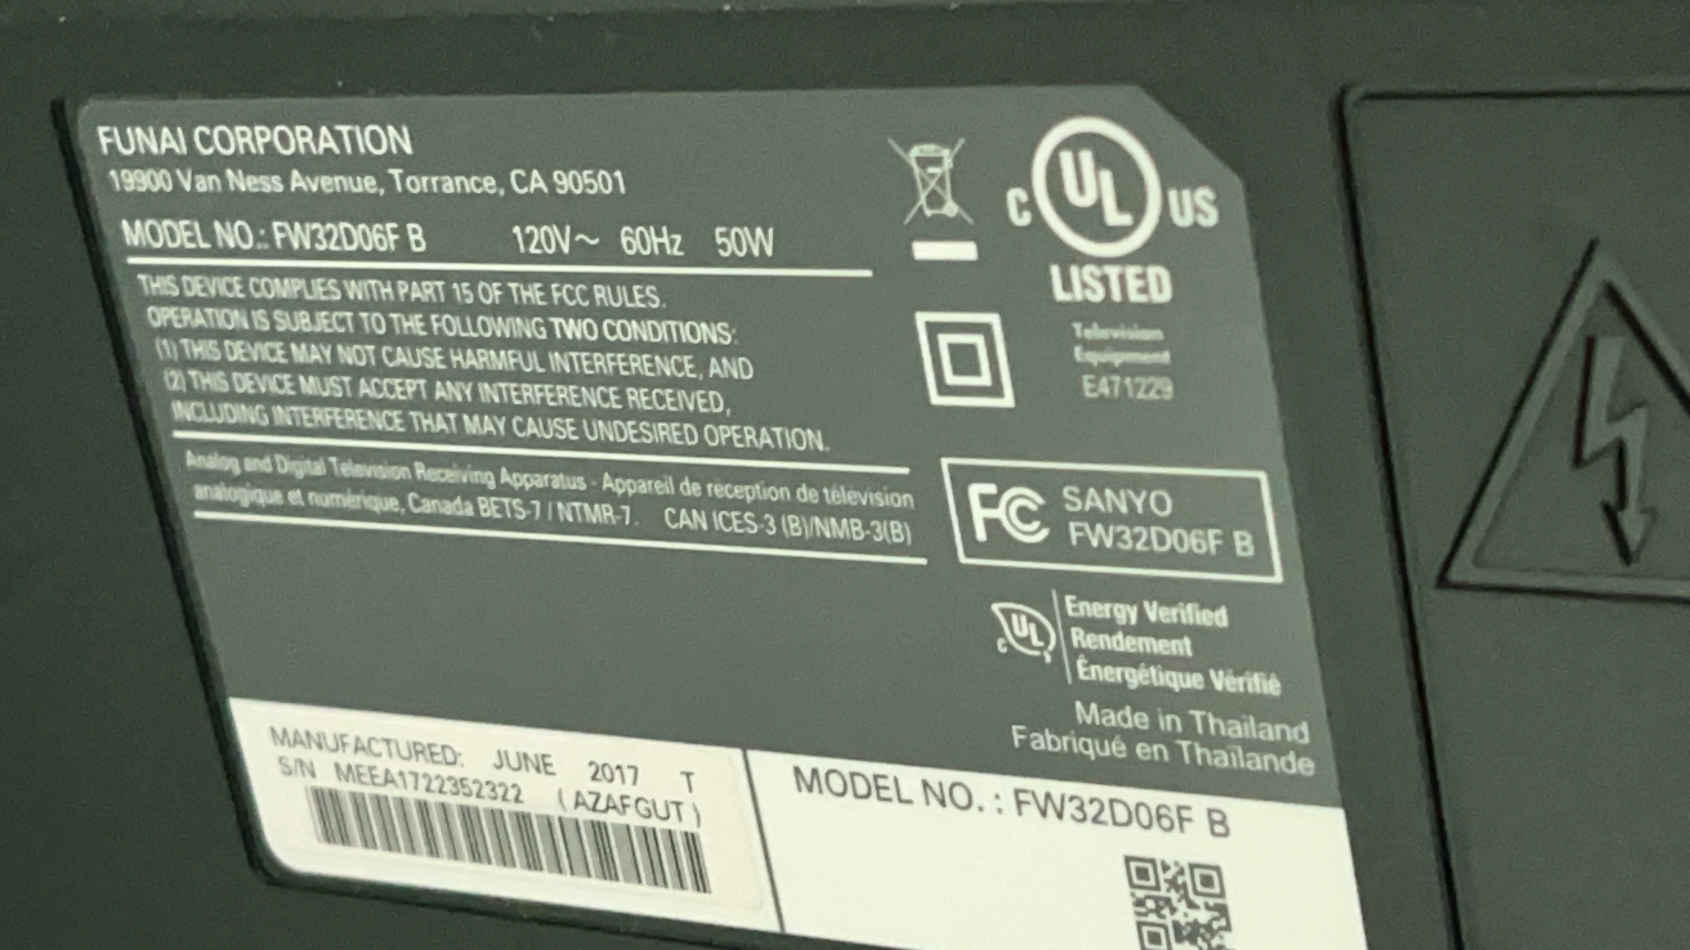 FUNAI CORPORATION
19900 Van Ness Avenue, Torrance, CA 90501
MODEL NO.: FW32D06F B 120V~ 60Hz 50W
THIS DEVICE COMPLIES WITH PART 15 OF THE FCC RULES.
OPERATION IS SUBJECT TO THE FOLLOWING TWO CONDITIONS:
(1) THIS DEVICE MAY NOT CAUSE HARMFUL INTERFERENCE, AND
(2) THIS DEVICE MUST ACCEPT ANY INTERFERENCE RECEIVED,
INCLUDING INTERFERENCE THAT MAY CAUSE UNDESIRED OPERATION.
Analog and Digital Television Receiving Apparatus - Appareil de réception de télévision
analogique et numérique, Canada BETS-7 / NTMR-7. CAN ICES-3 (B)/NMB-3(B)
C UL US
LISTED
Television
Equipment
E471229
FC SANYO
FW32D06F B
C UL
Energy Verified
Rendement
Énergétique Vérifié
Made in Thailand
Fabriqué en Thaïlande
MANUFACTURED: JUNE 2017 T
S/N MEEA1722352322 (AZAFGUT)
MODEL NO. : FW32D06F B